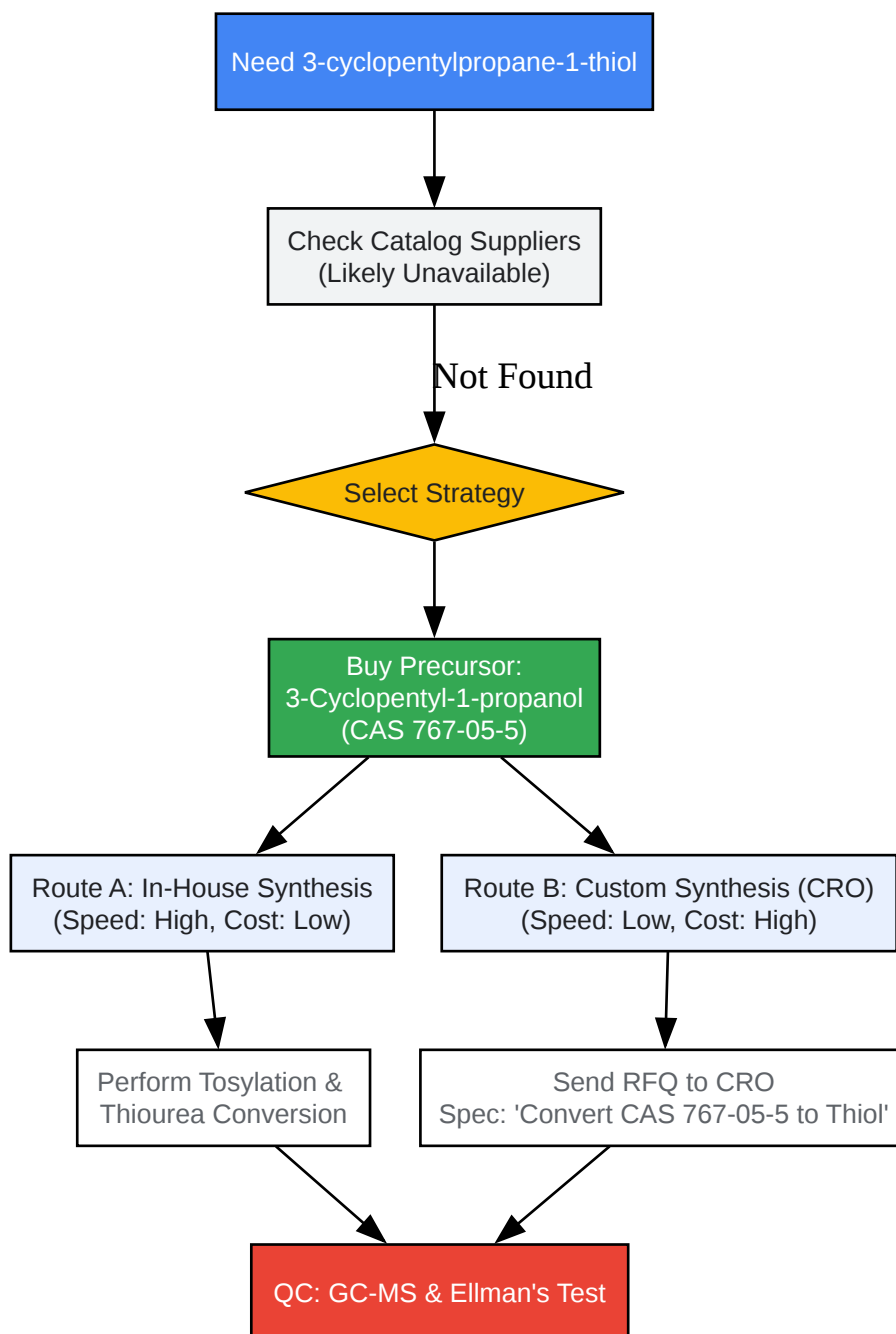 Need 3-cyclopentylpropane-1-thiol
Check Catalog Suppliers
(Likely Unavailable)
Not Found
Select Strategy
Buy Precursor:
3-Cyclopentyl-1-propanol
(CAS 767-05-5)
Route A: In-House Synthesis
(Speed: High, Cost: Low)
Route B: Custom Synthesis (CRO)
(Speed: Low, Cost: High)
Perform Tosylation &
Thiourea Conversion
Send RFQ to CRO
Spec: 'Convert CAS 767-05-5 to Thiol'
QC: GC-MS & Ellman's Test